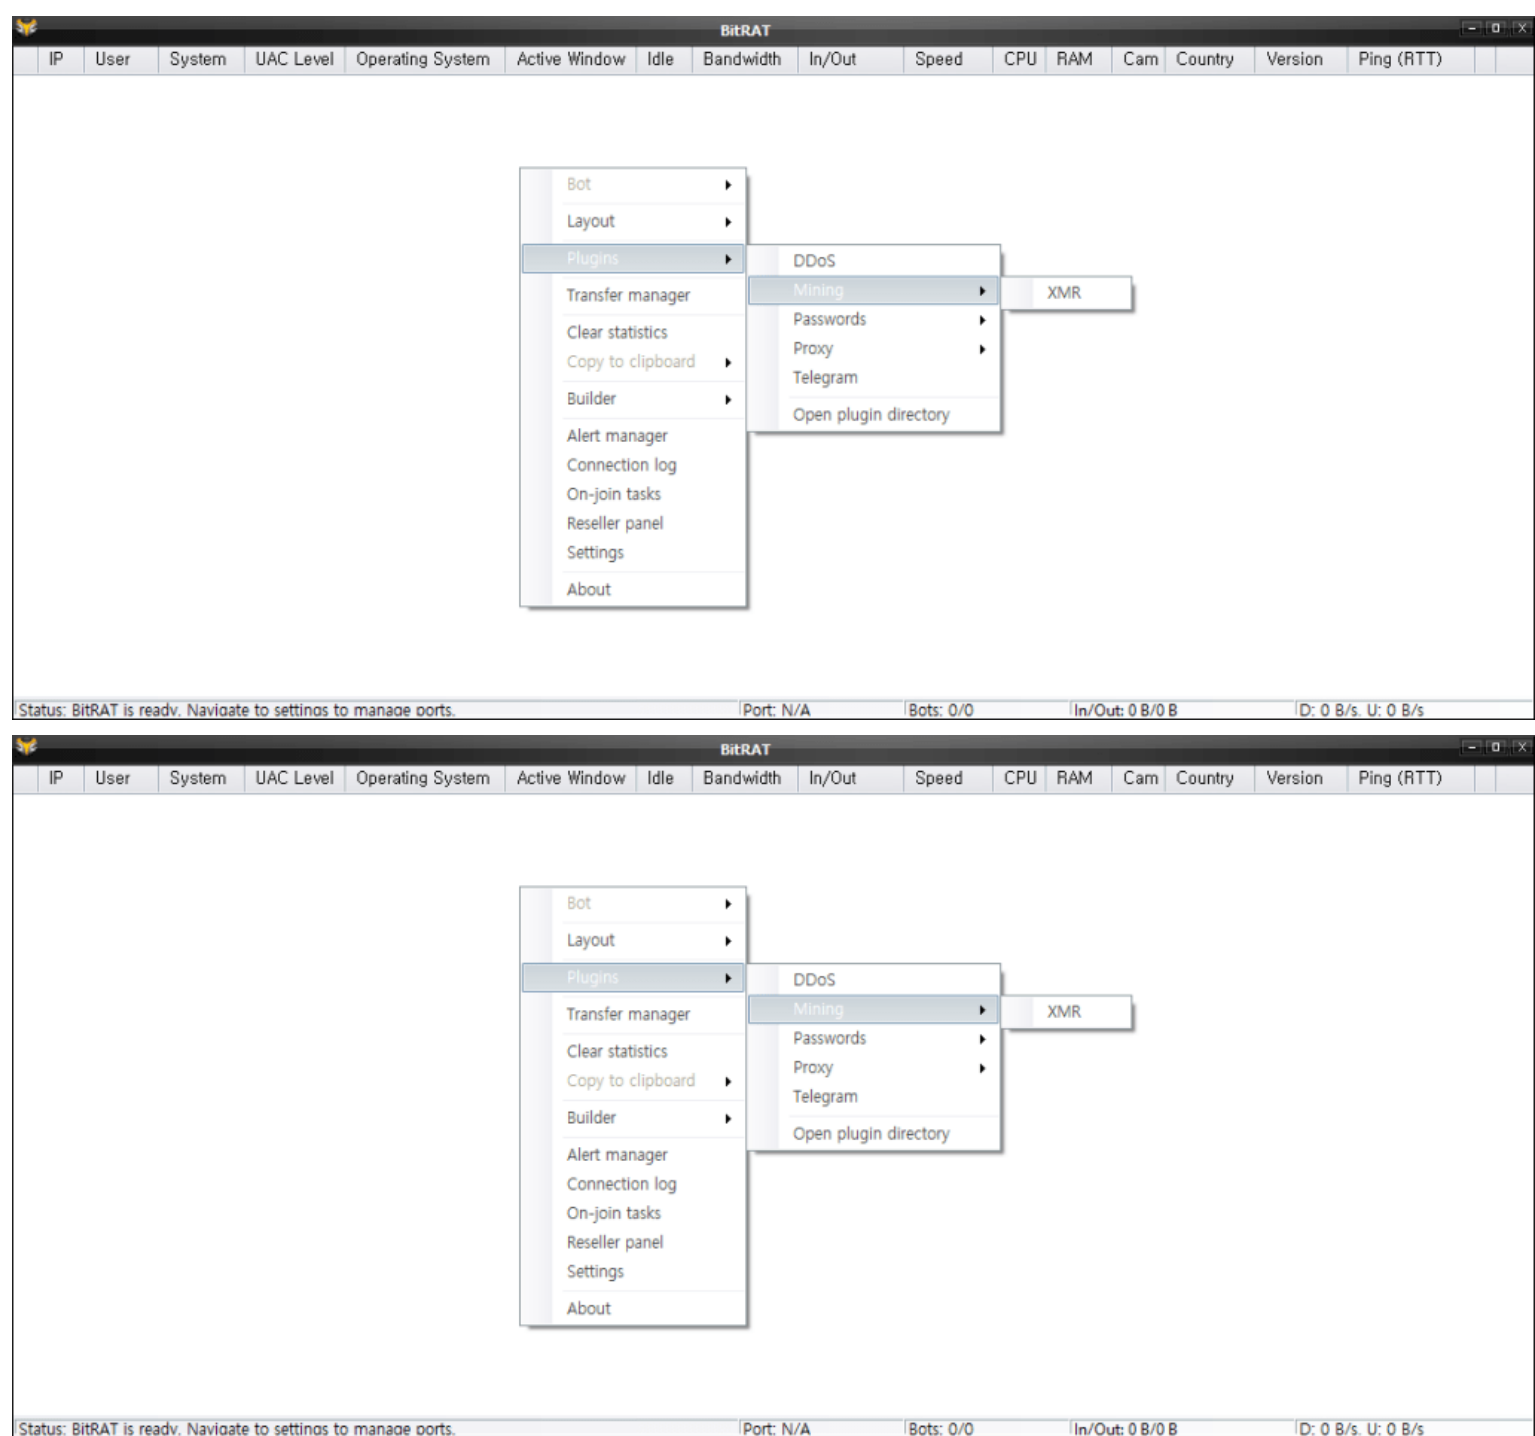 BitRAT
IP User System UAC Level Operating System Active Window Idle Bandwidth In/Out Speed CPU RAM Cam Country Version Ping (RTT)
Bot
Layout
Plugins
DDoS
Mining
XMR
Passwords
Proxy
Telegram
Open plugin directory
Transfer manager
Clear statistics
Copy to clipboard
Builder
Alert manager
Connection log
On-join tasks
Reseller panel
Settings
About
Status: BitRAT is ready. Navigate to settings to manage ports. Port: N/A Bots: 0/0 In/Out: 0 B/0 B D: 0 B/s. U: 0 B/s
BitRAT
IP User System UAC Level Operating System Active Window Idle Bandwidth In/Out Speed CPU RAM Cam Country Version Ping (RTT)
Bot
Layout
Plugins
DDoS
Mining
XMR
Passwords
Proxy
Telegram
Open plugin directory
Transfer manager
Clear statistics
Copy to clipboard
Builder
Alert manager
Connection log
On-join tasks
Reseller panel
Settings
About
Status: BitRAT is ready. Navigate to settings to manage ports. Port: N/A Bots: 0/0 In/Out: 0 B/0 B D: 0 B/s. U: 0 B/s